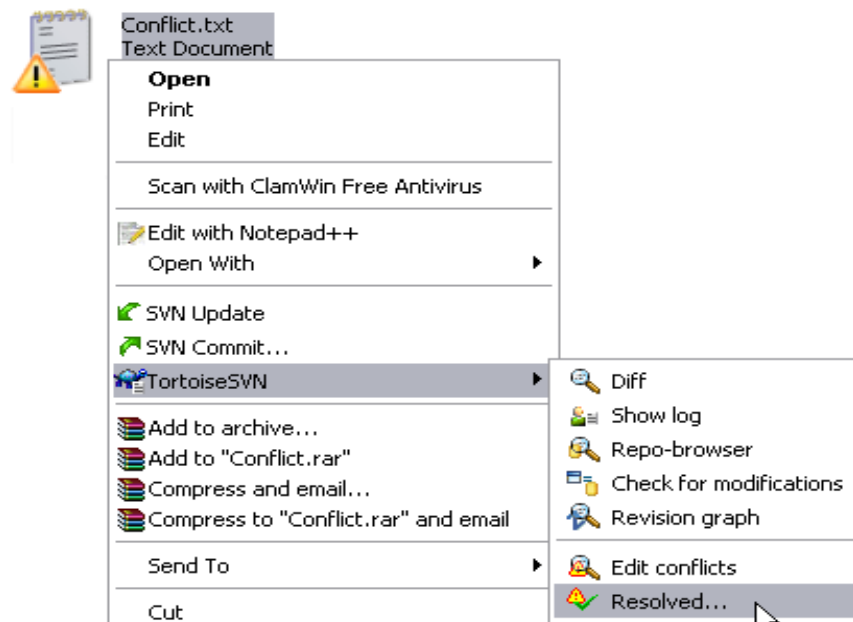 Conflict.txt
Text Document
Open
Print
Edit
Scan with ClamWin Free Antivirus
Edit with Notepad++
Open With
SVN Update
SVN Commit...
TortoiseSVN
Add to archive...
Add to "Conflict.rar"
Compress and email...
Compress to "Conflict.rar" and email
Send To
Cut
Diff
Show log
Repo-browser
Check for modifications
Revision graph
Edit conflicts
Resolved...